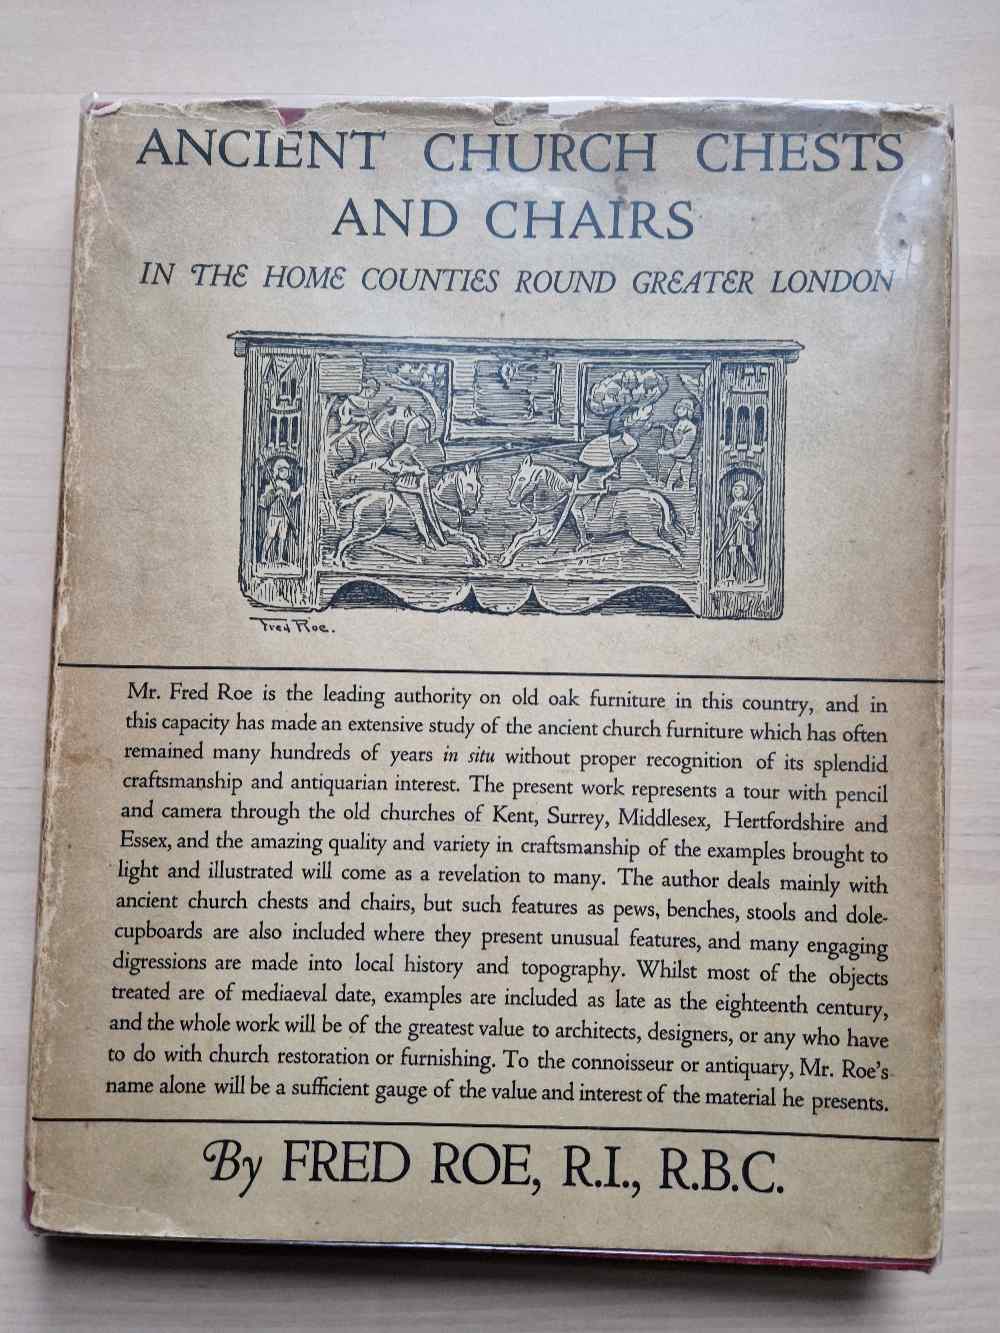 ANCIENT CHURCH CHESTS
AND CHAIRS
IN THE HOME COUNTIES ROUND GREATER LONDON
Fred Roe.
Mr. Fred Roe is the leading authority on old oak furniture in this country, and in
this capacity has made an extensive study of the ancient church furniture which has often
remained many hundreds of years in situ without proper recognition of its splendid
craftsmanship and antiquarian interest. The present work represents a tour with pencil
and camera through the old churches of Kent, Surrey, Middlesex, Hertfordshire and
Essex, and the amazing quality and variety in craftsmanship of the examples brought to
light and illustrated will come as a revelation to many. The author deals mainly with
ancient church chests and chairs, but such features as pews, benches, stools and dole-
cupboards are also included where they present unusual features, and many engaging
digressions are made into local history and topography. Whilst most of the objects
treated are of mediaeval date, examples are included as late as the eighteenth century,
and the whole work will be of the greatest value to architects, designers, or any who have
to do with church restoration or furnishing. To the connoisseur or antiquary, Mr. Roe's
name alone will be a sufficient gauge of the value and interest of the material he presents.
By FRED ROE, R.I., R.B.C.